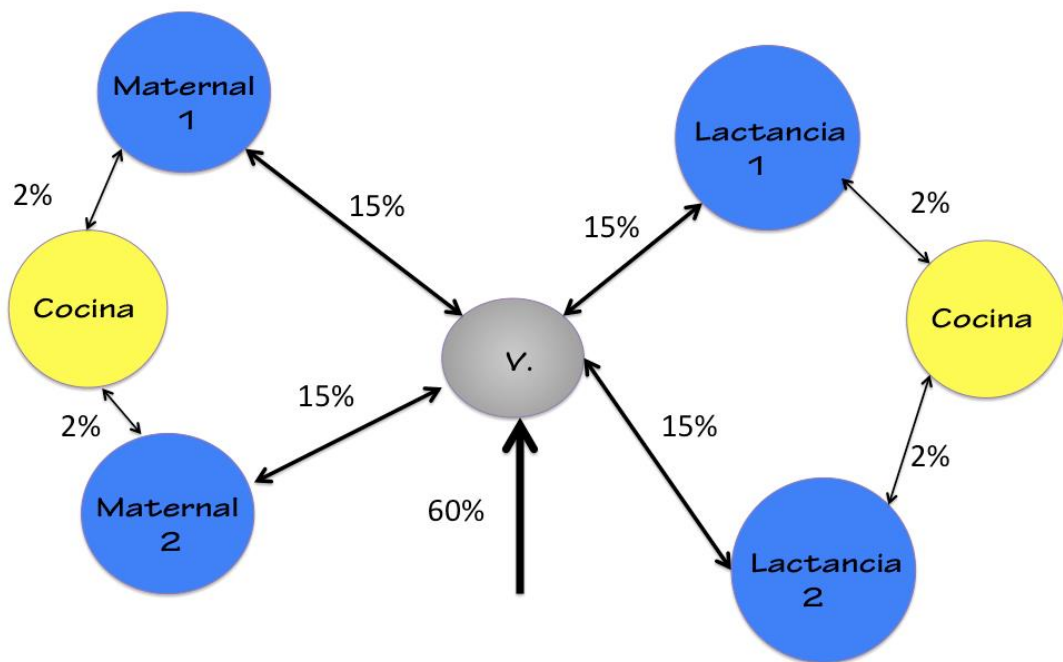 Maternal
1
Lactancia
1
2%
2%
15%
15%
Cocina
Cocina
v.
2%
15%
15%
2%
60%
Maternal
2
Lactancia
2